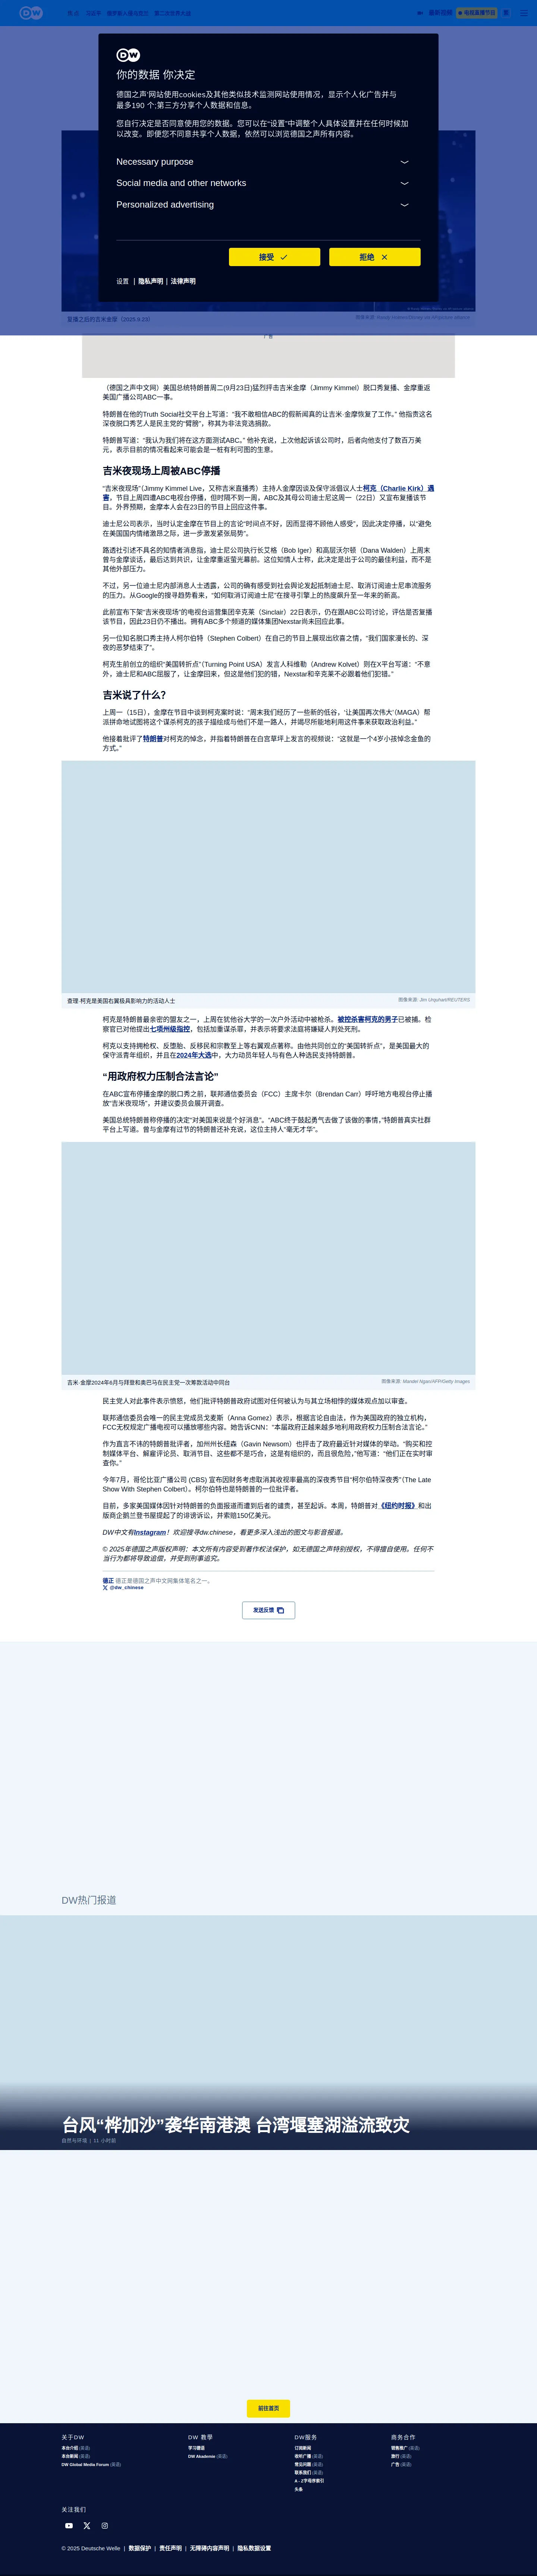 DW
焦点 习近平 俄罗斯入侵乌克兰 第二次世界大战
最新视频 电视直播节目
DW
你的数据 你决定
德国之声'网站使用cookies及其他类似技术监测网站使用情况，显示个人化广告并与
最多190 个;第三方分享个人数据和信息。
您自行决定是否同意使用您的数据。您可以在“设置”中调整个人具体设置并在任何时候加
以改变。即便您不同意共享个人数据，依然可以浏览德国之声所有内容。
Necessary purpose
Social media and other networks
Personalized advertising
接受 拒绝
设置 | 隐私声明 | 法律声明
复播之后的吉米金摩（2025.9.23）
广告
（德国之声中文网）美国总统特朗普周二(9月23日)猛烈抨击吉米金摩（Jimmy Kimmel）脱口秀复播、金摩重返
美国广播公司ABC一事。
特朗普在他的Truth Social社交平台上写道：“我不敢相信ABC的假新闻真的让吉米·金摩恢复了工作。” 他指责这名
深夜脱口秀艺人是民主党的“臂膀”，称其为非法竞选捐款。
特朗普写道：“我认为我们将在这方面测试ABC。” 他补充说，上次他起诉该公司时，后者向他支付了数百万美
元，表示目前的情况看起来可能会是一桩有利可图的生意。
吉米夜现场上周被ABC停播
“吉米夜现场”（Jimmy Kimmel Live，又称吉米直播秀）主持人金摩因谈及保守派倡议人士柯克（Charlie Kirk）遇
害，节目上周四遭ABC电视台停播，但时隔不到一周，ABC及其母公司迪士尼这周一（22日）又宣布复播该节
目。外界预期，金摩本人会在23日的节目上回应这件事。
迪士尼公司表示，当时认定金摩在节目上的言论“时间点不好，因而显得不顾他人感受”，因此决定停播，以“避免
在美国国内情绪激昂之际，进一步激发紧张局势”。
路透社引述不具名的知情者消息指，迪士尼公司执行长艾格（Bob Iger）和高层沃尔顿（Dana Walden）上周末
曾与金摩谈话，最后达到共识，让金摩重返萤光幕前。这位知情人士称，此决定是出于公司的最佳利益，而不是
其他外部压力。
不过，另一位迪士尼内部消息人士透露，公司的确有感受到社会舆论发起抵制迪士尼、取消订阅迪士尼串流服务
的压力。从Google的搜寻趋势看来，“如何取消订阅迪士尼”在搜寻引擎上的热度飙升至一年来的新高。
此前宣布下架“吉米夜现场”的电视台运营集团辛克莱（Sinclair）22日表示，仍在跟ABC公司讨论，评估是否复播
该节目，因此23日仍不播出。拥有ABC多个频道的媒体集团Nexstar尚未回应此事。
另一位知名脱口秀主持人柯尔伯特（Stephen Colbert）在自己的节目上展现出欣喜之情，“我们国家漫长的、深
夜的恶梦结束了”。
柯克生前创立的组织“美国转折点”（Turning Point USA）发言人科维勒（Andrew Kolvet）则在X平台写道：“不意
外，迪士尼和ABC屈服了，让金摩回来，但这是他们犯的错，Nexstar和辛克莱不必跟着他们犯错。”
吉米说了什么？
上周一（15日），金摩在节目中谈到柯克案时说：“周末我们经历了一些新的低谷，‘让美国再次伟大’（MAGA）帮
派拼命地试图将这个谋杀柯克的孩子描绘成与他们不是一路人，并竭尽所能地利用这件事来获取政治利益。”
他接着批评了特朗普对柯克的悼念，并指着特朗普在白宫草坪上发言的视频说：“这就是一个4岁小孩悼念金鱼的
方式。”
查理·柯克是美国右翼极具影响力的活动人士
图像来源: Jim Urquhart/REUTERS
柯克是特朗普最亲密的盟友之一，上周在犹他谷大学的一次户外活动中被枪杀。被控杀害柯克的男子已被捕。检
察官已对他提出七项州级指控，包括加重谋杀罪，并表示将要求法庭将嫌疑人判处死刑。
柯克以支持拥枪权、反堕胎、反移民和宗教至上等右翼观点著称。由他共同创立的“美国转折点”，是美国最大的
保守派青年组织，并且在2024年大选中，大力动员年轻人与有色人种选民支持特朗普。
“用政府权力压制合法言论”
在ABC宣布停播金摩的脱口秀之前，联邦通信委员会（FCC）主席卡尔（Brendan Carr）呼吁地方电视台停止播
放“吉米夜现场”，并建议委员会展开调查。
美国总统特朗普称停播的决定“对美国来说是个好消息”。“ABC终于鼓起勇气去做了该做的事情，”特朗普真实社群
平台上写道。曾与金摩有过节的特朗普还补充说，这位主持人“毫无才华”。
吉米·金摩2024年6月与拜登和奥巴马在民主党一次筹款活动中同台
图像来源: Mandel Ngan/AFP/Getty Images
民主党人对此事件表示愤怒，他们批评特朗普政府试图对任何被认为与其立场相悖的媒体观点加以审查。
联邦通信委员会唯一的民主党成员戈麦斯（Anna Gomez）表示，根据言论自由法，作为美国政府的独立机构，
FCC无权规定广播电视可以播放哪些内容。她告诉CNN：“本届政府正越来越多地利用政府权力压制合法言论。”
作为直言不讳的特朗普批评者，加州州长纽森（Gavin Newsom）也抨击了政府最近针对媒体的举动。“购买和控
制媒体平台、解雇评论员、取消节目、这些都不是巧合，这是有组织的，而且很危险，”他写道：“他们正在实时审
查你。”
今年7月，哥伦比亚广播公司 (CBS) 宣布因财务考虑取消其收视率最高的深夜秀节目“柯尔伯特深夜秀”（The Late
Show With Stephen Colbert）。柯尔伯特也是特朗普的一位批评者。
目前，多家美国媒体因针对特朗普的负面报道而遭到后者的谴责，甚至起诉。本周，特朗普对《纽约时报》和出
版商企鹅兰登书屋提起了的诽谤诉讼，并索赔150亿美元。
DW中文有Instagram！欢迎搜寻dw.chinese，看更多深入浅出的图文与影音报道。
© 2025年德国之声版权声明：本文所有内容受到著作权法保护，如无德国之声特别授权，不得擅自使用。任何不
当行为都将导致追偿，并受到刑事追究。
德正 德正是德国之声中文网集体笔名之一。
@dw_chinese
发送反馈
DW热门报道
台风“桦加沙”袭华南港澳 台湾堰塞湖溢流致灾
自然与环境 | 11 小时前
前往首页
关于DW
本台介绍 (英语)
本台新闻 (英语)
DW Global Media Forum (英语)
DW 教學
学习德语
DW Akademie (英语)
DW服务
订阅新闻
收听广播 (英语)
常见问题 (英语)
联系我们 (英语)
A - Z字母序索引
头条
商务合作
销售推广 (英语)
旅行 (英语)
广告 (英语)
关注我们
© 2025 Deutsche Welle | 数据保护 | 责任声明 | 无障碍内容声明 | 隐私数据设置